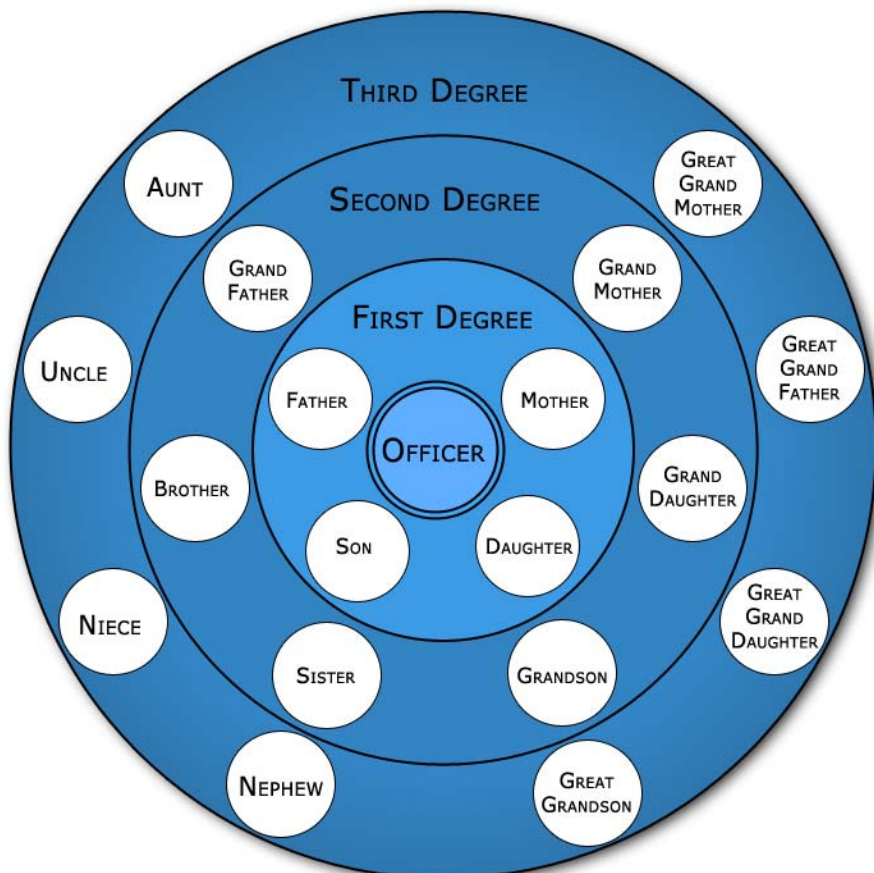 Third Degree
Aunt
Great
Grand
Mother
Second Degree
Grand
Father
Grand
Mother
First Degree
Uncle
Great
Grand
Father
Father
Mother
Officer
Brother
Grand
Daughter
Son
Daughter
Niece
Great
Grand
Daughter
Sister
Grandson
Nephew
Great
Grandson